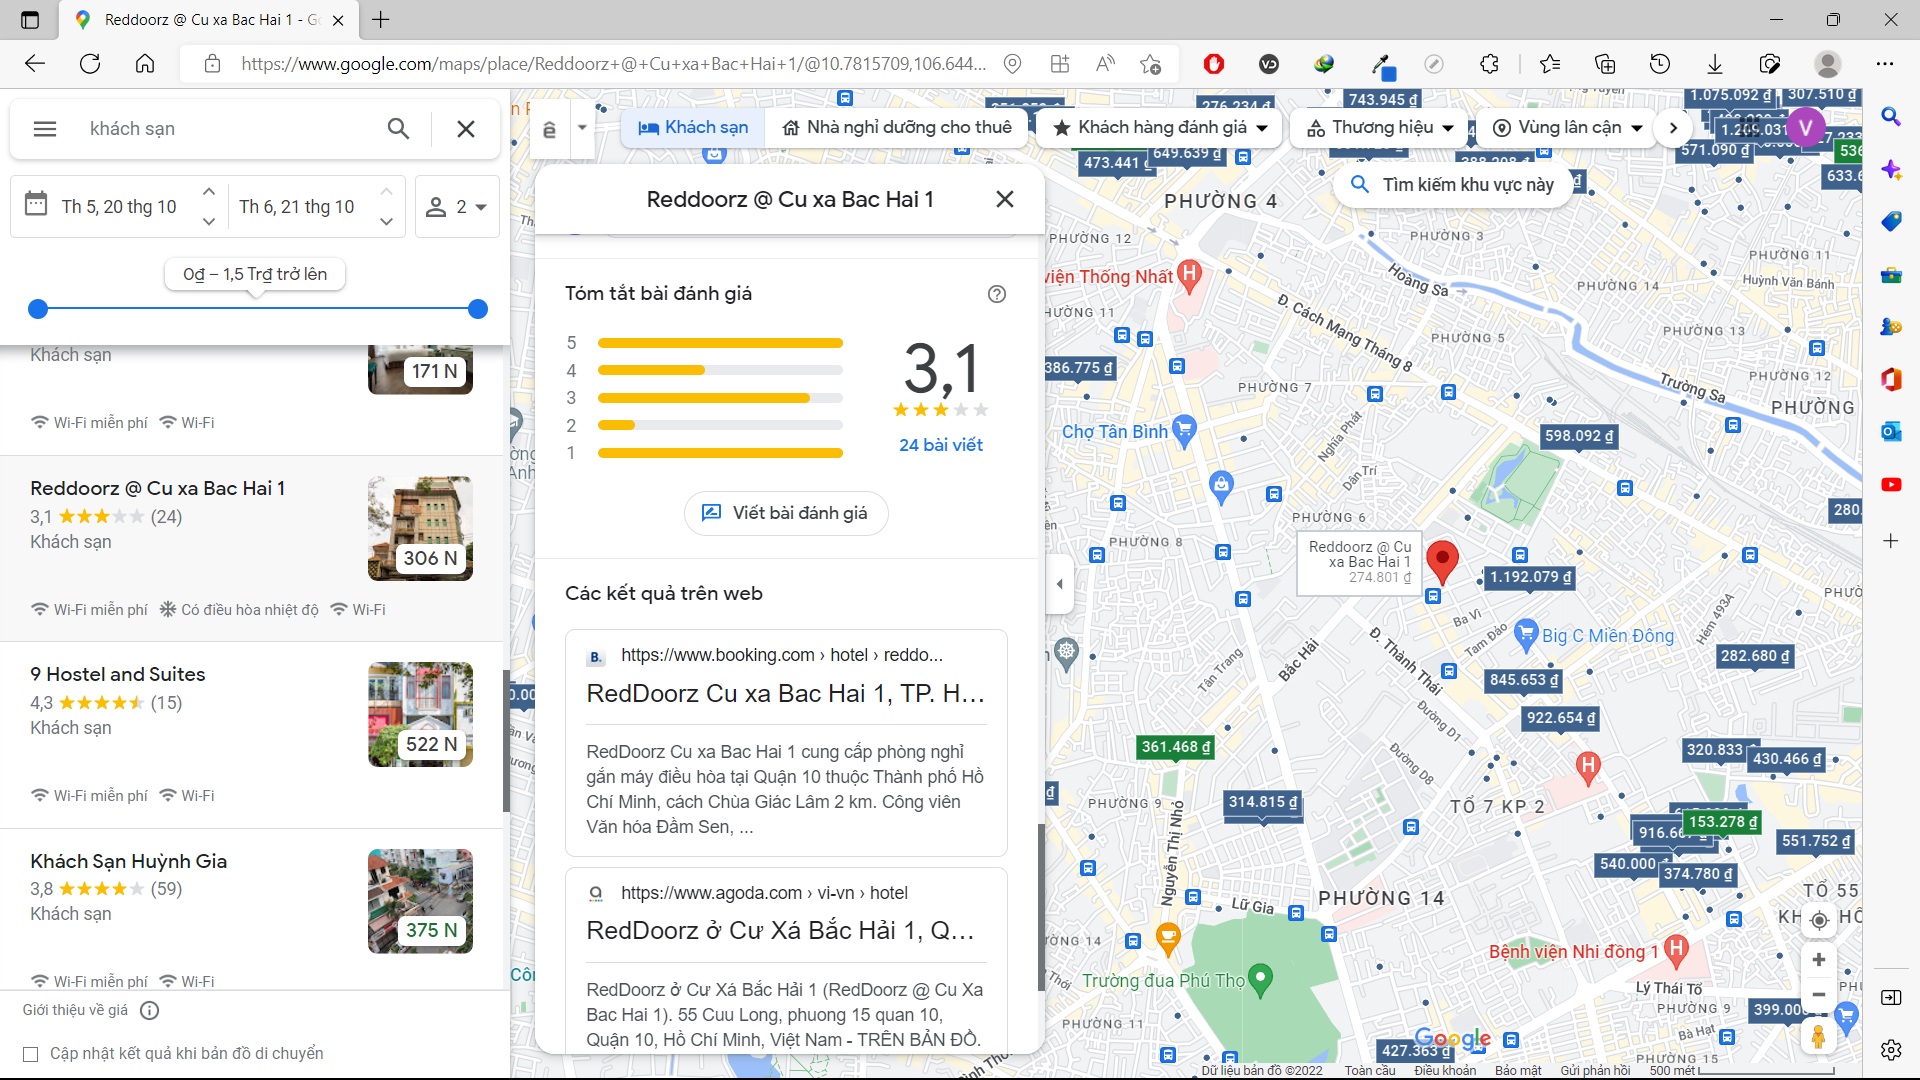 Reddoorz @ Cu xa Bac Hai 1 - Go
https://www.google.com/maps/place/Reddoorz+@+Cu+xa+Bac+Hai+1/@10.7815709,106.644...
khách sạn
Th 5, 20 thg 10
Th 6, 21 thg 10
2
0₫ – 1,5 Tr₫ trở lên
Khách sạn
171 N
Wi-Fi miễn phí Wi-Fi
Reddoorz @ Cu xa Bac Hai 1
3,1 (24)
Khách sạn
306 N
Wi-Fi miễn phí Có điều hòa nhiệt độ Wi-Fi
9 Hostel and Suites
4,3 (15)
Khách sạn
522 N
Wi-Fi miễn phí Wi-Fi
Khách Sạn Huỳnh Gia
3,8 (59)
Khách sạn
375 N
Wi-Fi miễn phí Wi-Fi
Giới thiệu về giá
Cập nhật kết quả khi bản đồ di chuyển
ê
Khách sạn
Nhà nghỉ dưỡng cho thuê
Khách hàng đánh giá
Thương hiệu
Vùng lân cận
V
Tìm kiếm khu vực này
Reddoorz @ Cu xa Bac Hai 1
Tóm tắt bài đánh giá
5
4
3
2
1
3,1
24 bài viết
Viết bài đánh giá
Các kết quả trên web
B.
https://www.booking.com › hotel › reddo...
RedDoorz Cu xa Bac Hai 1, TP. H...
RedDoorz Cu xa Bac Hai 1 cung cấp phòng nghỉ
gắn máy điều hòa tại Quận 10 thuộc Thành phố Hồ
Chí Minh, cách Chùa Giác Lâm 2 km. Công viên
Văn hóa Đầm Sen, ...
https://www.agoda.com › vi-vn › hotel
RedDoorz ở Cư Xá Bắc Hải 1, Q...
RedDoorz ở Cư Xá Bắc Hải 1 (RedDoorz @ Cu Xa
Bac Hai 1). 55 Cuu Long, phuong 15 quan 10,
Quận 10, Hồ Chí Minh, Việt Nam - TRÊN BẢN ĐỒ.
276.234 ₫
743.945 ₫
1.075.092 ₫
307.510 ₫
473.441 ₫
649.639 ₫
571.090 ₫
536
633.6
PHƯỜNG 4
PHƯỜNG 12
PHƯỜNG 3
PHƯỜNG 11
Huỳnh Văn Bánh
viện Thống Nhất
H
Hoàng Sa
PHƯỜNG 14
Đ. Cách Mạng Tháng 8
PHƯỜNG 5
PHƯỜNG 13
386.775 ₫
PHƯỜNG 7
Trường Sa
PHƯỜNG 12
PHƯỜNG
Chợ Tân Bình
Nghĩa Phát
598.092 ₫
Dân Trí
PHƯỜNG 6
280.
PHƯỜNG 8
Reddoorz @ Cu
xa Bac Hai 1
274.801 ₫
1.192.079 ₫
Ba Vì
Tam Đảo
Hẻm 493A
Big C Miền Đông
Tân Trang
Bắc Hải
Đ. Thành Thái
282.680 ₫
845.653 ₫
Đường D1
922.654 ₫
361.468 ₫
Đường D8
320.833
430.466 ₫
H
PHƯỜNG 9
314.815 ₫
TỔ 7 KP 2
153.278 ₫
551.752 ₫
Nguyễn Thị Nhỏ
540.000
374.780 ₫
TỔ 55
PHƯỜNG 14
Lữ Gia
Bệnh viện Nhi đồng 1
H
Trường đua Phú Thọ
Lý Thái Tổ
PHƯỜNG 9
399.00
PHƯỜNG 11
Bà Hạt
427.363 ₫
Google
PHƯỜNG 15
Dữ liệu bản đồ ©2022 Toàn cầu Điều khoản Bảo mật Gửi phản hồi 500 mét